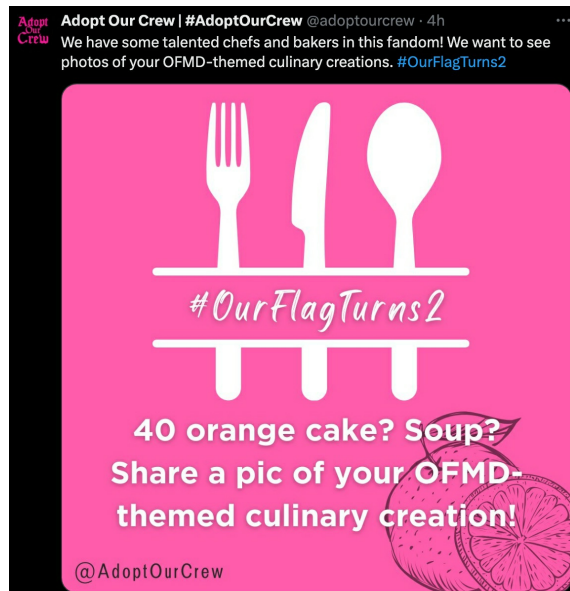 Adopt
Our
Crew
Adopt Our Crew | #AdoptOurCrew @adoptourcrew · 4h
We have some talented chefs and bakers in this fandom! We want to see
photos of your OFMD-themed culinary creations. #OurFlagTurns2
#OurFlagTurns2
40 orange cake? Soup?
Share a pic of your OFMD-
themed culinary creation!
@AdoptOurCrew